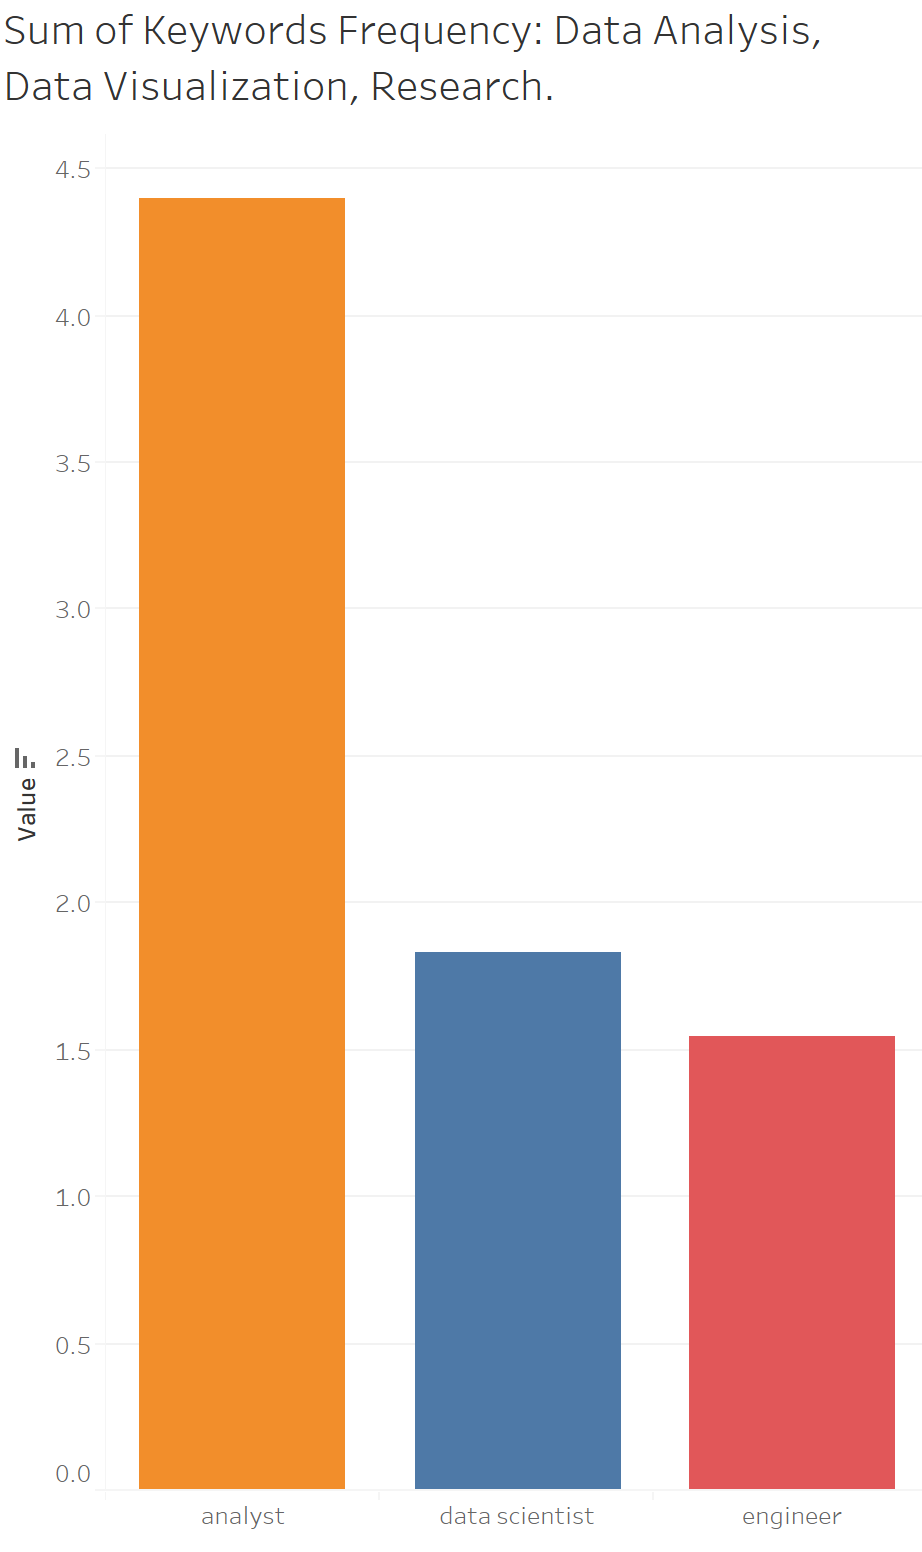 Sum of Keywords Frequency: Data Analysis,
Data Visualization, Research.
4.5
4.0
3.5
3.0
2.5
2.0
1.5
1.0
0.5
0.0
Value
analyst data scientist engineer